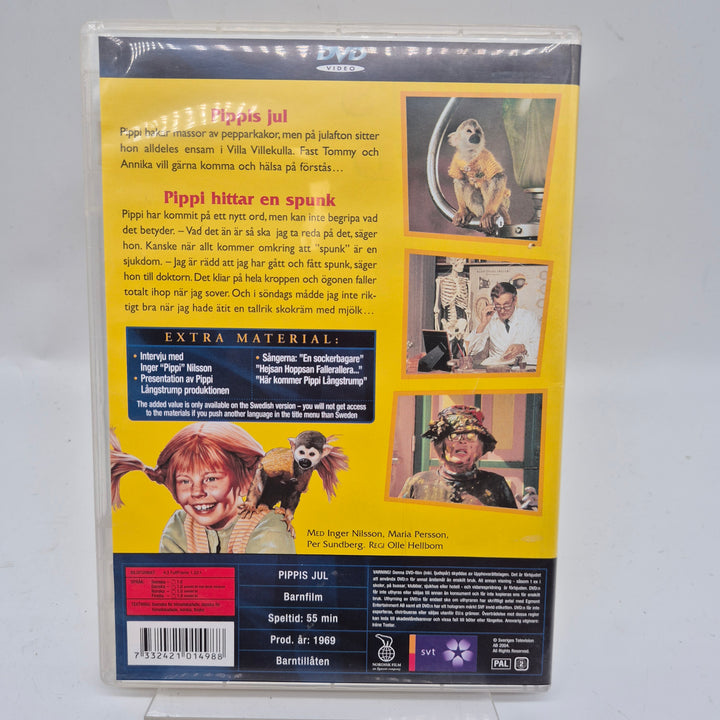 DVD
VIDEO
Pippis jul
Pippi bakar massor av pepparkakor, men på julafton sitter
hon alldeles ensam i Villa Villekulla. Fast Tommy och
Annika vill gärna komma och hälsa på förstås…
Pippi hittar en spunk
Pippi har kommit på ett nytt ord, men kan inte begripa vad
det betyder. – Vad det än är så ska jag ta reda på det, säger
hon. Kanske när allt kommer omkring att "spunk" är en
sjukdom. – Jag är rädd att jag har gått och fått spunk, säger
hon till doktorn. Det kliar på hela kroppen och ögonen faller
totalt ihop när jag sover. Och i söndags mådde jag inte rik-
tigt bra när jag hade ätit en tallrik skokräm med mjölk…
EXTRA MATERIAL:
• Intervju med
Inger "Pippi" Nilsson
• Presentation av Pippi
Långstrump produktionen
• Sångerna: "En sockerbagare"
"Hejsan Hoppsan Fallerallera..."
"Här kommer Pippi Långstrump"
The added value is only available on the Swedish version – you will not get access
to the materials if you push another language in the title menu than Sweden
Med Inger Nilsson, Maria Persson,
Per Sundberg. Regi Olle Hellbom
PIPPIS JUL
Barnfilm
Speltid: 55 min
Prod. år: 1969
Barntillåten
7 332421 014988
NORDISK FILM
svt
© Sveriges Television
AB 2004.
All Rights Reserved.
PAL
2